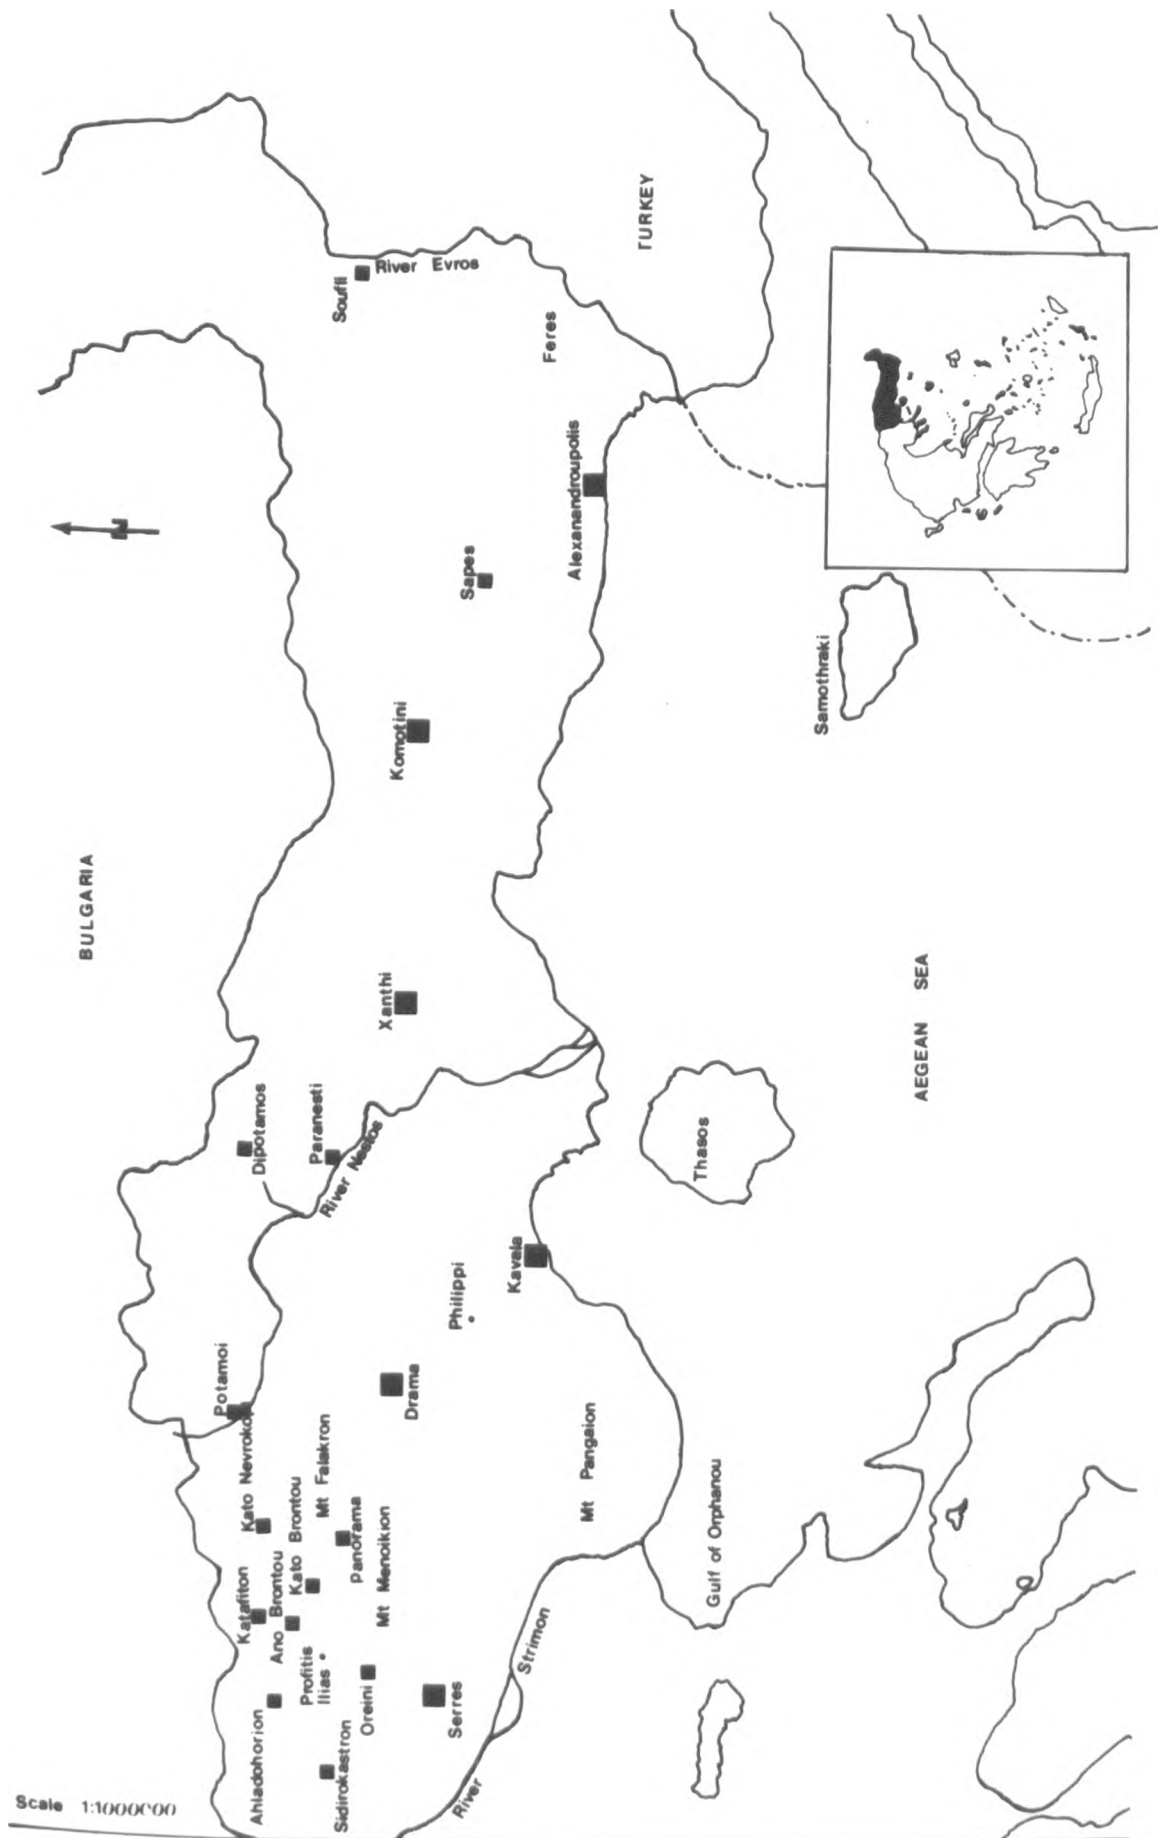 Scale 1:1000000
BULGARIA
TURKEY
AEGEAN SEA
Soufli
River Evros
Feres
Alexanandroupolis
Sapes
Komotini
Samothraki
Xanthi
Dipotamos
Paranesti
River Nestos
Thasos
Kavala
Philippi
Drama
Potamoi
Kato Nevrokopi
Mt Falakron
Kato Brontou
Panorama
Katafiton
Ano Brontou
Mt Menoikion
Profitis
Ilias
Oreini
Ahladohorion
Sidirokastron
Serres
River Strimon
Mt Pangaion
Gulf of Orphanou
N